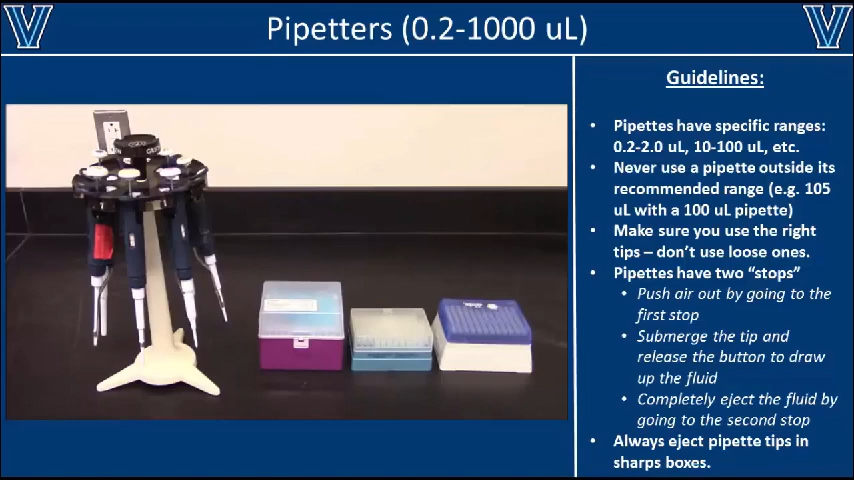 Pipetters (0.2-1000 uL)
Guidelines:
• Pipettes have specific ranges:
0.2-2.0 uL, 10-100 uL, etc.
• Never use a pipette outside its
recommended range (e.g. 105
uL with a 100 uL pipette)
• Make sure you use the right
tips – don't use loose ones.
• Pipettes have two "stops"
• Push air out by going to the
first stop
• Submerge the tip and
release the button to draw
up the fluid
• Completely eject the fluid by
going to the second stop
• Always eject pipette tips in
sharps boxes.